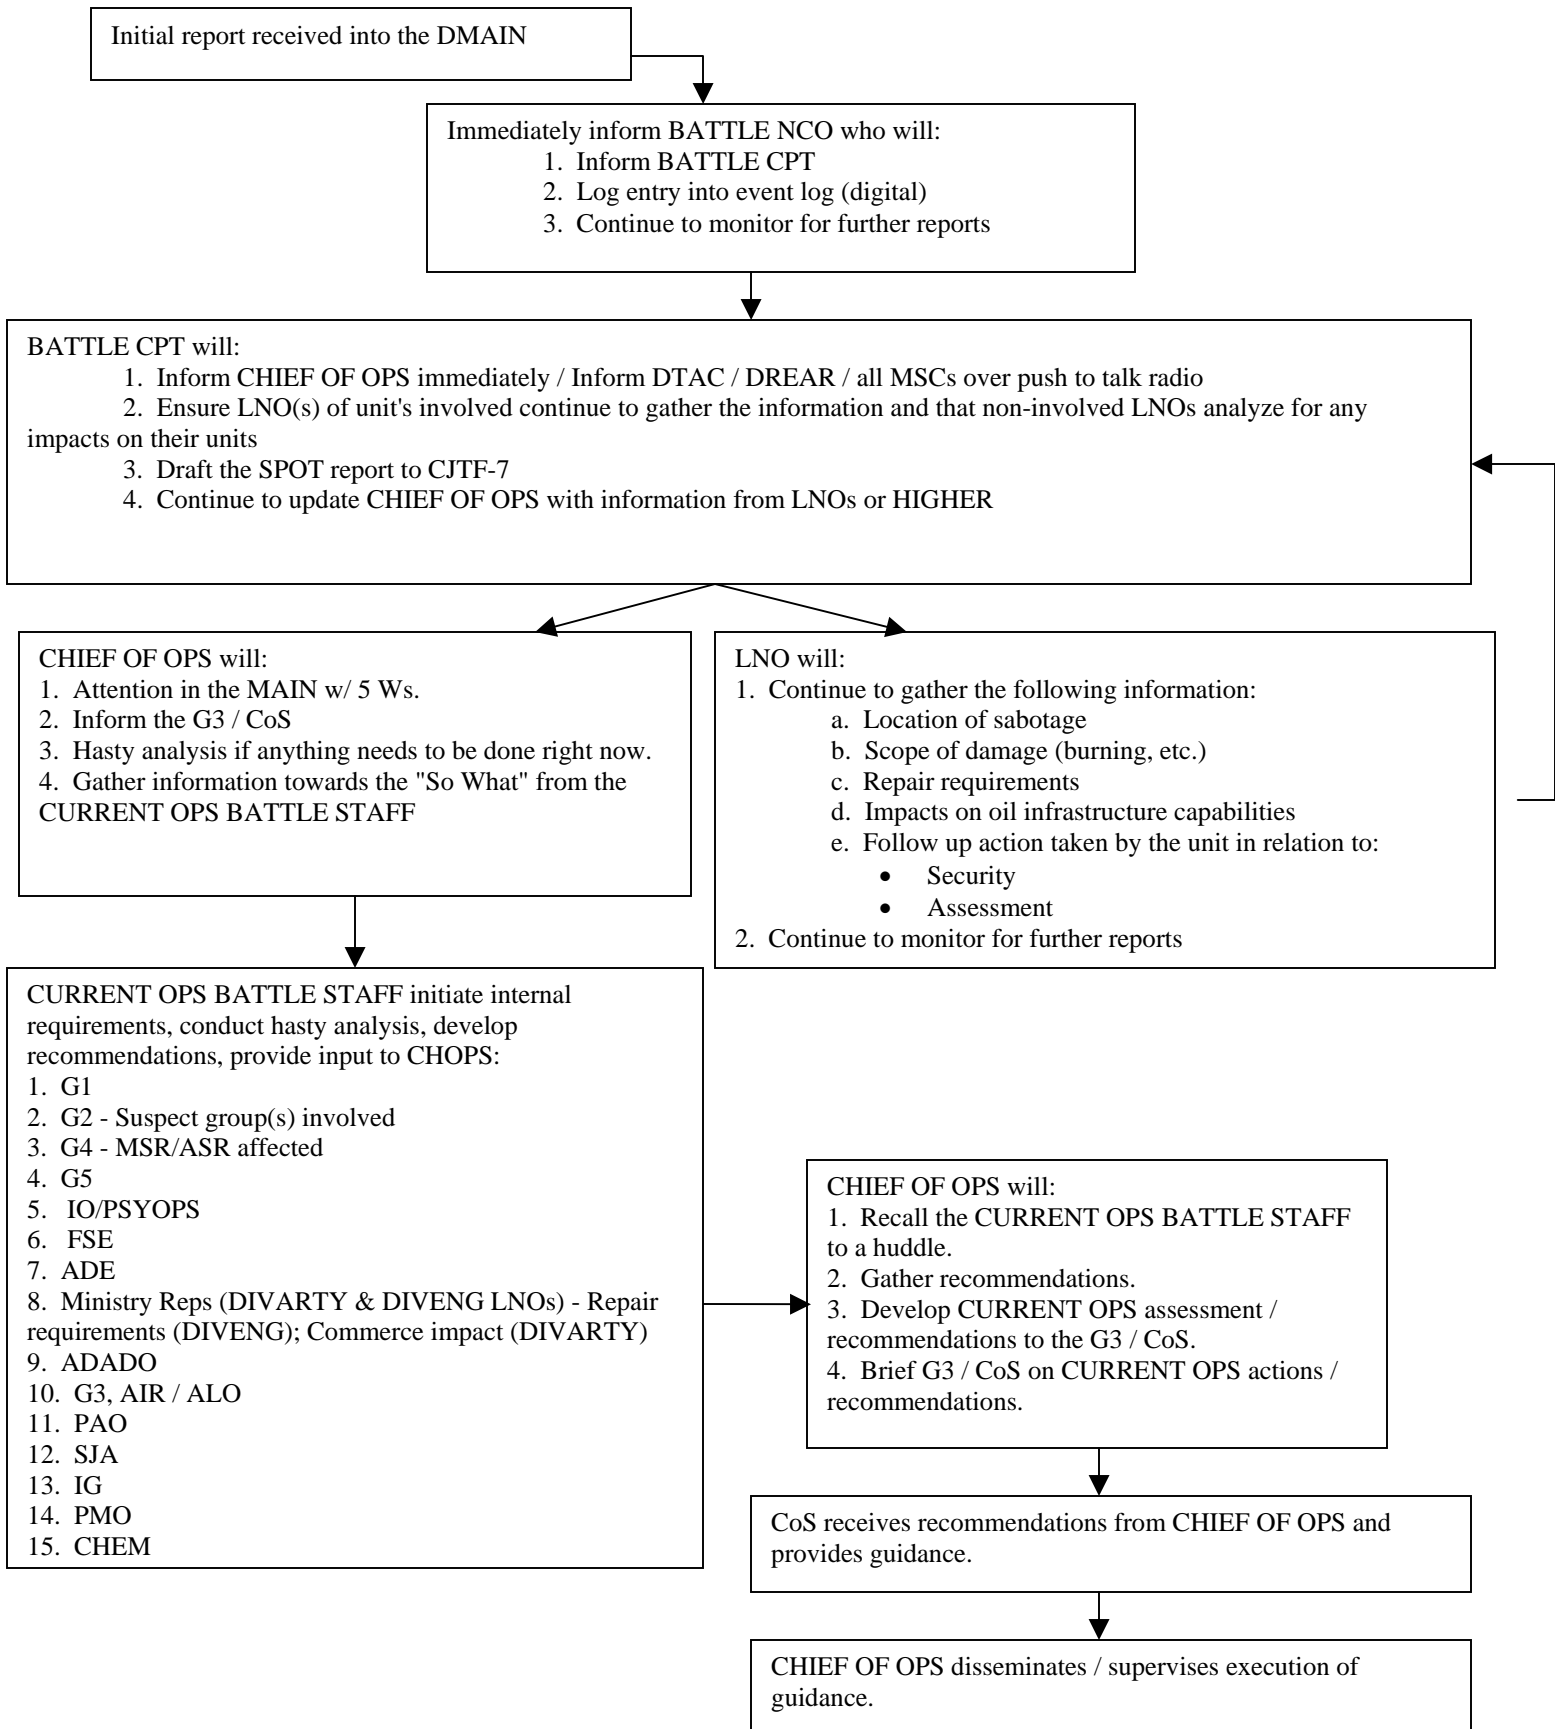 Initial report received into the DMAIN
Immediately inform BATTLE NCO who will:
1. Inform BATTLE CPT
2. Log entry into event log (digital)
3. Continue to monitor for further reports
BATTLE CPT will:
1. Inform CHIEF OF OPS immediately / Inform DTAC / DREAR / all MSCs over push to talk radio
2. Ensure LNO(s) of unit's involved continue to gather the information and that non-involved LNOs analyze for any
impacts on their units
3. Draft the SPOT report to CJTF-7
4. Continue to update CHIEF OF OPS with information from LNOs or HIGHER
CHIEF OF OPS will:
1. Attention in the MAIN w/ 5 Ws.
2. Inform the G3 / CoS
3. Hasty analysis if anything needs to be done right now.
4. Gather information towards the "So What" from the
CURRENT OPS BATTLE STAFF
LNO will:
1. Continue to gather the following information:
a. Location of sabotage
b. Scope of damage (burning, etc.)
c. Repair requirements
d. Impacts on oil infrastructure capabilities
e. Follow up action taken by the unit in relation to:
• Security
• Assessment
2. Continue to monitor for further reports
CURRENT OPS BATTLE STAFF initiate internal
requirements, conduct hasty analysis, develop
recommendations, provide input to CHOPS:
1. G1
2. G2 - Suspect group(s) involved
3. G4 - MSR/ASR affected
4. G5
5. IO/PSYOPS
6. FSE
7. ADE
8. Ministry Reps (DIVARTY & DIVENG LNOs) - Repair
requirements (DIVENG); Commerce impact (DIVARTY)
9. ADADO
10. G3, AIR / ALO
11. PAO
12. SJA
13. IG
14. PMO
15. CHEM
CHIEF OF OPS will:
1. Recall the CURRENT OPS BATTLE STAFF
to a huddle.
2. Gather recommendations.
3. Develop CURRENT OPS assessment /
recommendations to the G3 / CoS.
4. Brief G3 / CoS on CURRENT OPS actions /
recommendations.
CoS receives recommendations from CHIEF OF OPS and
provides guidance.
CHIEF OF OPS disseminates / supervises execution of
guidance.